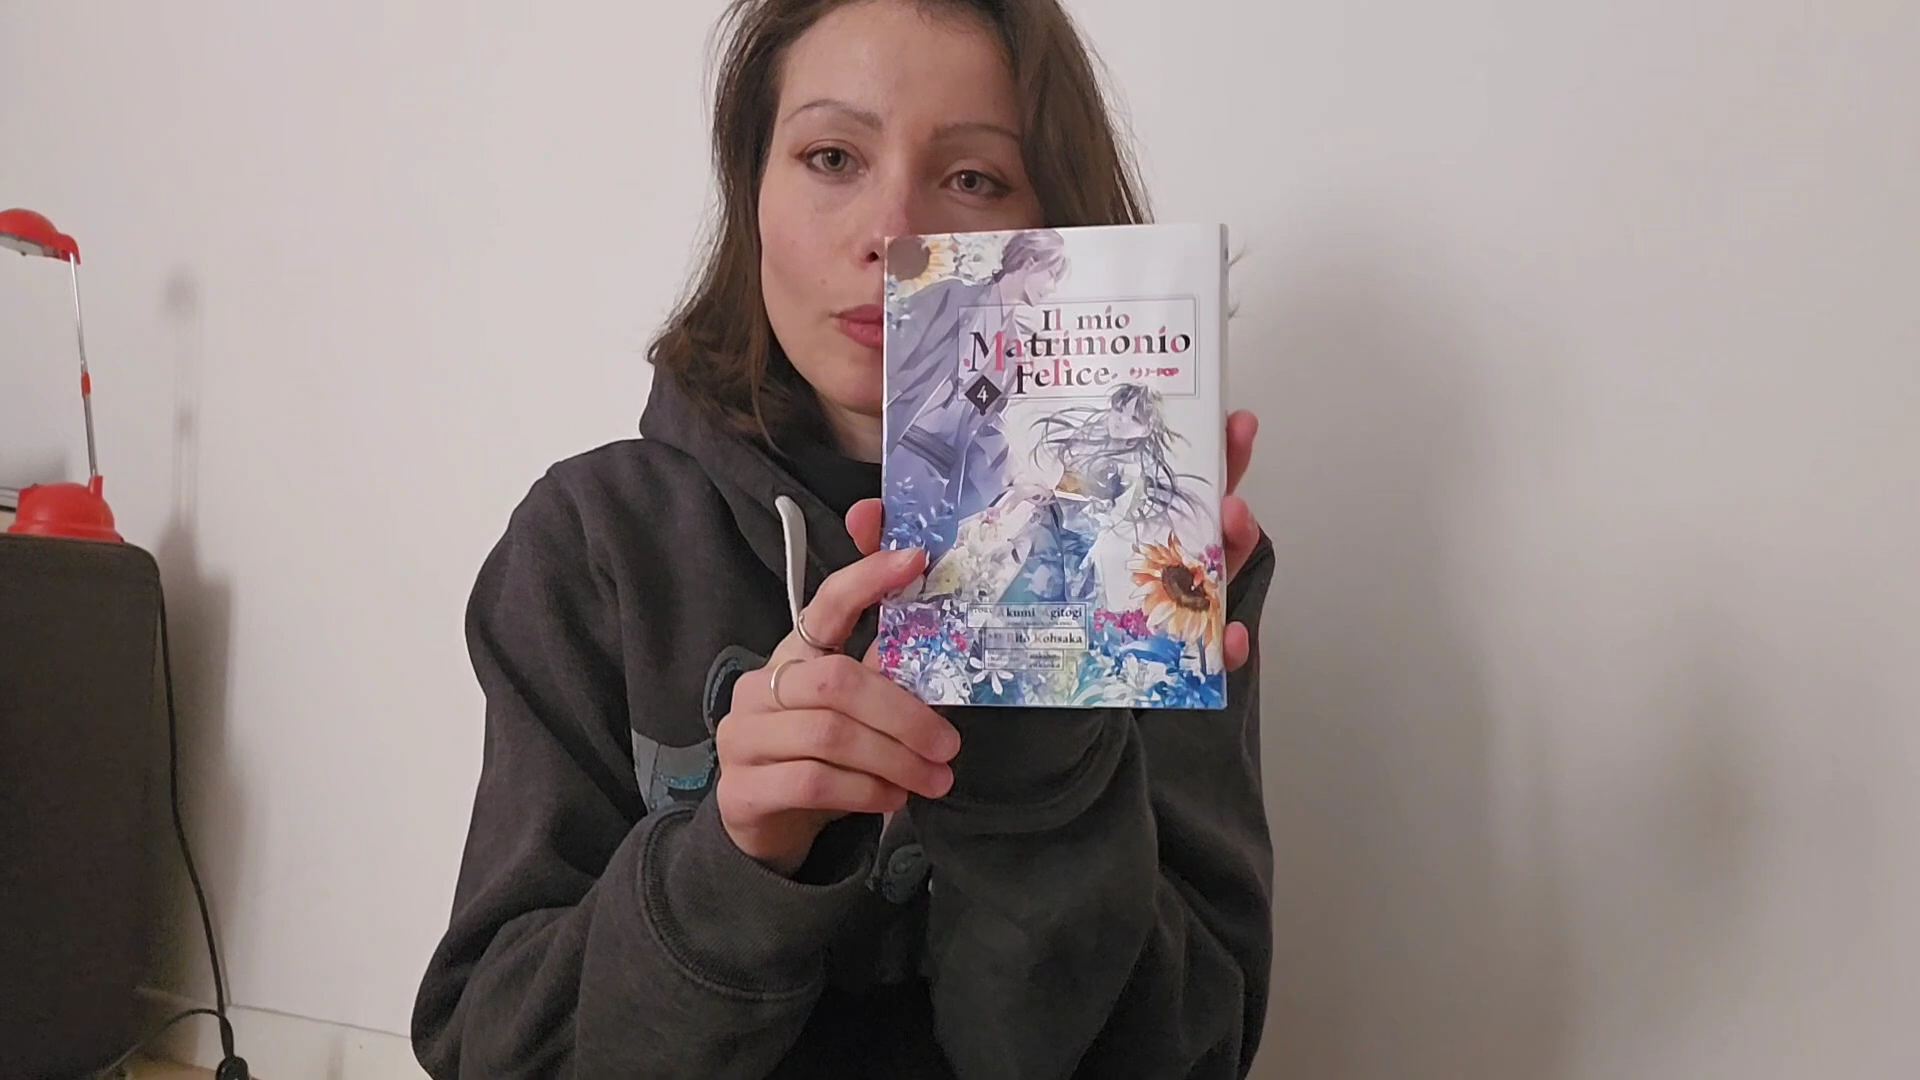 Il mio
Matrimonio
Felice
J-POP
4
Akumi Agitogi
Rito Kohsaka